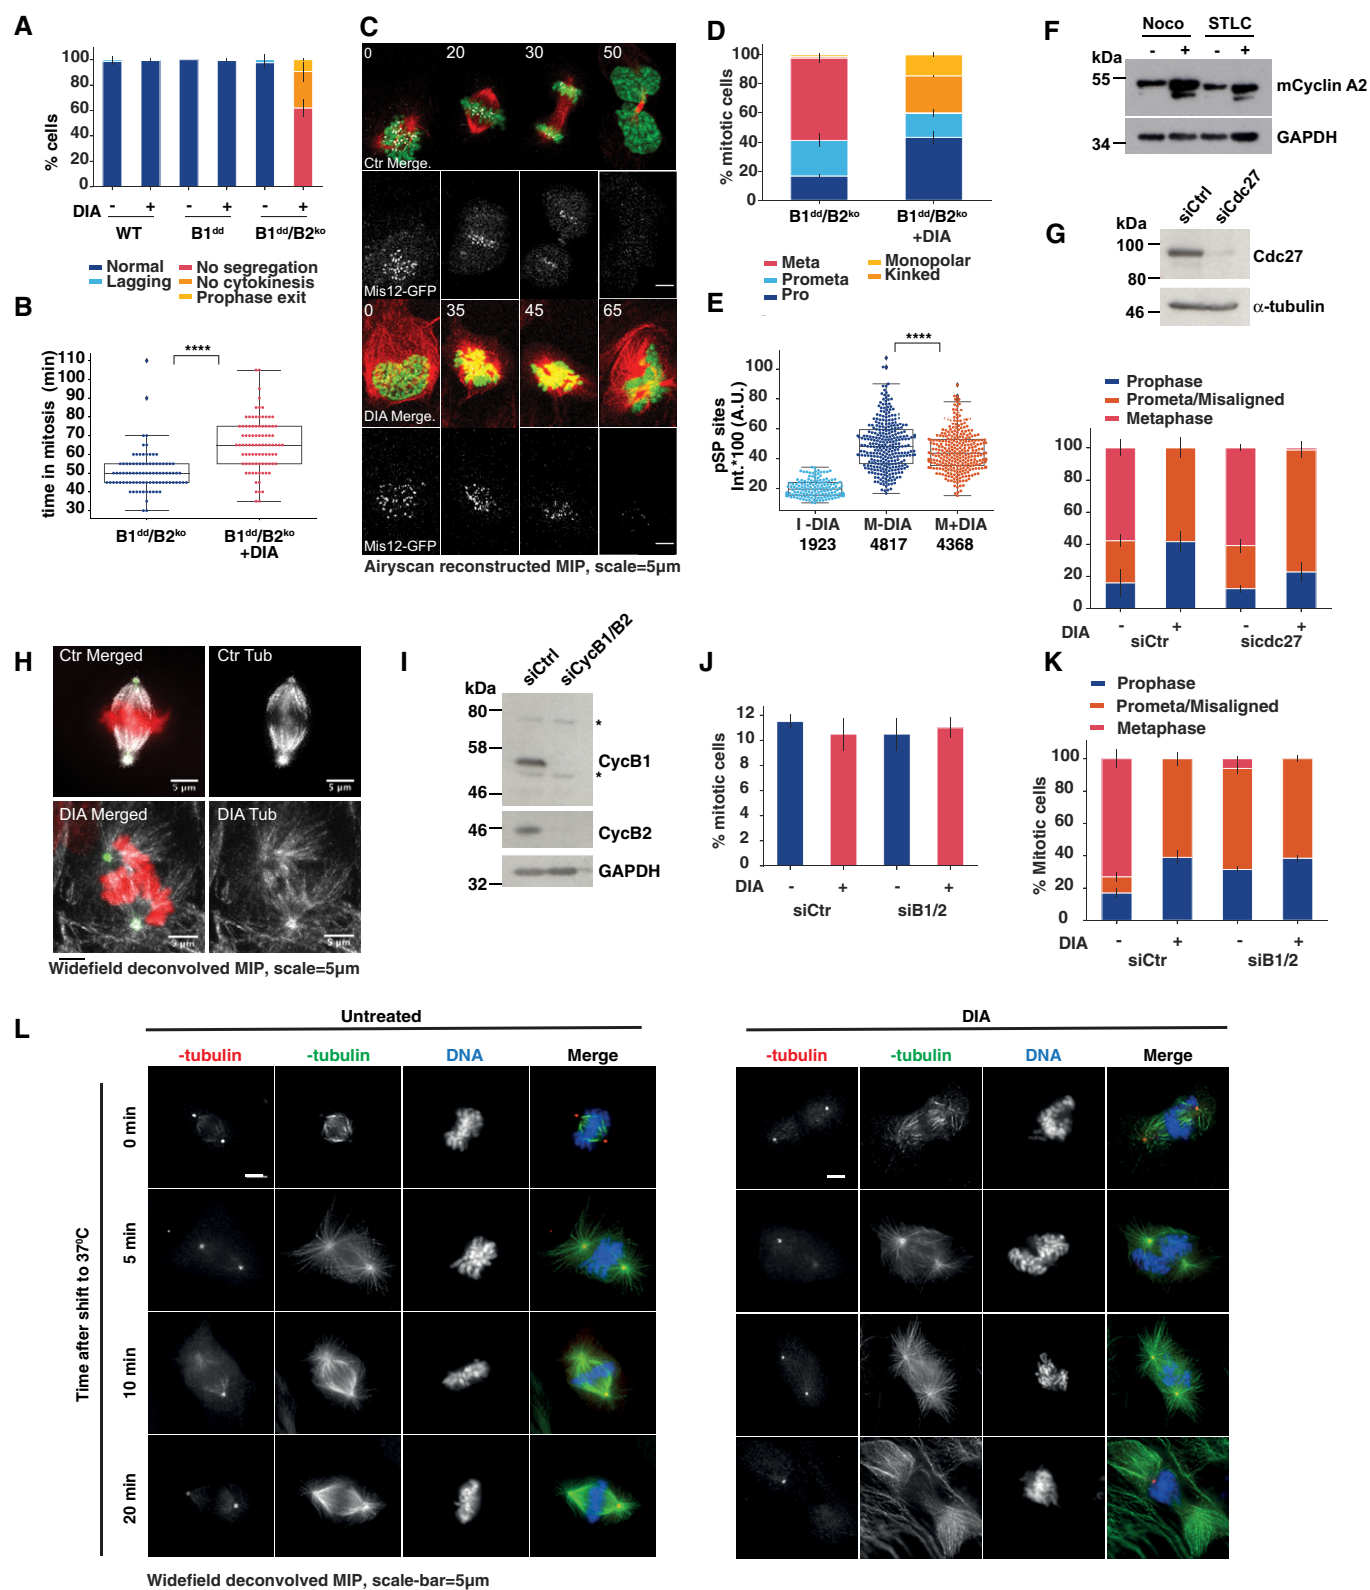 A
100
80
60
40
20
0
% cells
DIA
- + - + - +
WT B1dd B1dd/B2ko
Normal No segregation
Lagging No cytokinesis
Prophase exit
B
time in mitosis (min)
110
100
90
80
70
60
50
40
30
****
B1dd/B2ko B1dd/B2ko
+DIA
C
0 20 30 50
Ctr Merge.
Mis12-GFP
0 35 45 65
DIA Merge.
Mis12-GFP
Airyscan reconstructed MIP, scale=5μm
D
% mitotic cells
100
80
60
40
20
0
B1dd/B2ko B1dd/B2ko
+DIA
Meta Monopolar
Prometa Kinked
Pro
E
pSP sites
Int.*100 (A.U.)
100
80
60
40
20
****
I -DIA M-DIA M+DIA
1923 4817 4368
F
Noco STLC
- + - +
kDa
55
34
mCyclin A2
GAPDH
G
siCtrl siCdc27
kDa
100
80
46
Cdc27
α-tubulin
Prophase
Prometa/Misaligned
Metaphase
100
80
60
40
20
0
DIA - + - +
siCtr sicdc27
H
Ctr Merged Ctr Tub
5 μm 5 μm
DIA Merged DIA Tub
5 μm 5 μm
Widefield deconvolved MIP, scale=5μm
I
siCtrl siCycB1/B2
kDa
80
58
46
46
32
*
CycB1
*
CycB2
GAPDH
J
% mitotic cells
12
10
8
6
4
2
0
DIA - + - +
siCtr siB1/2
K
Prophase
Prometa/Misaligned
Metaphase
% Mitotic cells
100
80
60
40
20
0
DIA - + - +
siCtr siB1/2
L
Untreated DIA
-tubulin -tubulin DNA Merge -tubulin -tubulin DNA Merge
Time after shift to 37⁰C
0 min
5 min
10 min
20 min
Widefield deconvolved MIP, scale-bar=5μm